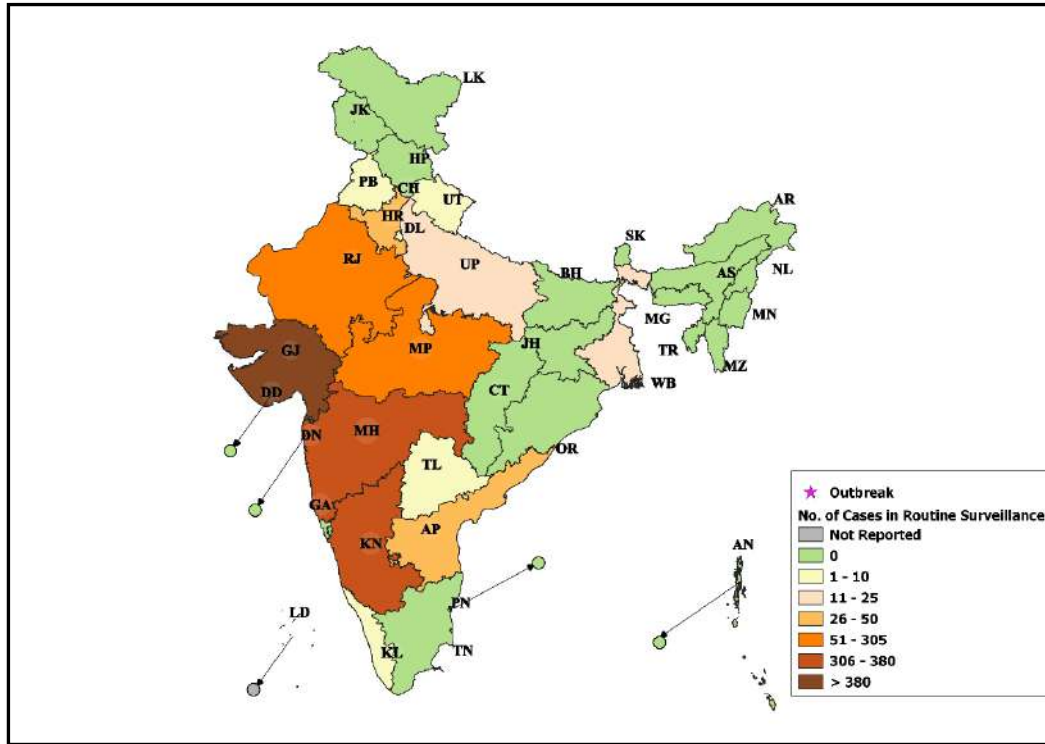 LK
JK
HP
PB
CH
UT
HR
DL
AR
SK
RJ
UP
BH
AS
NL
MG
MN
GJ
MP
JH
TR
MZ
DD
CT
WB
DN
MH
OR
TL
GA
AP
KN
AN
PN
LD
KL
TN
Outbreak
No. of Cases in Routine Surveillance
Not Reported
0
1 - 10
11 - 25
26 - 50
51 - 305
306 - 380
> 380